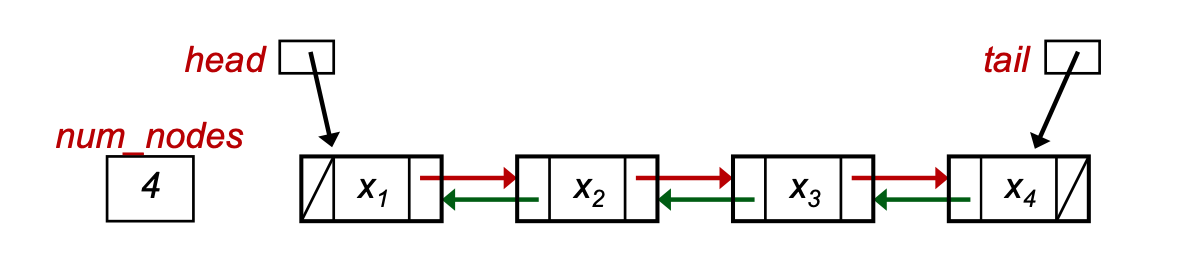 head
tail
num_nodes
4
x₁
x₂
x₃
x₄